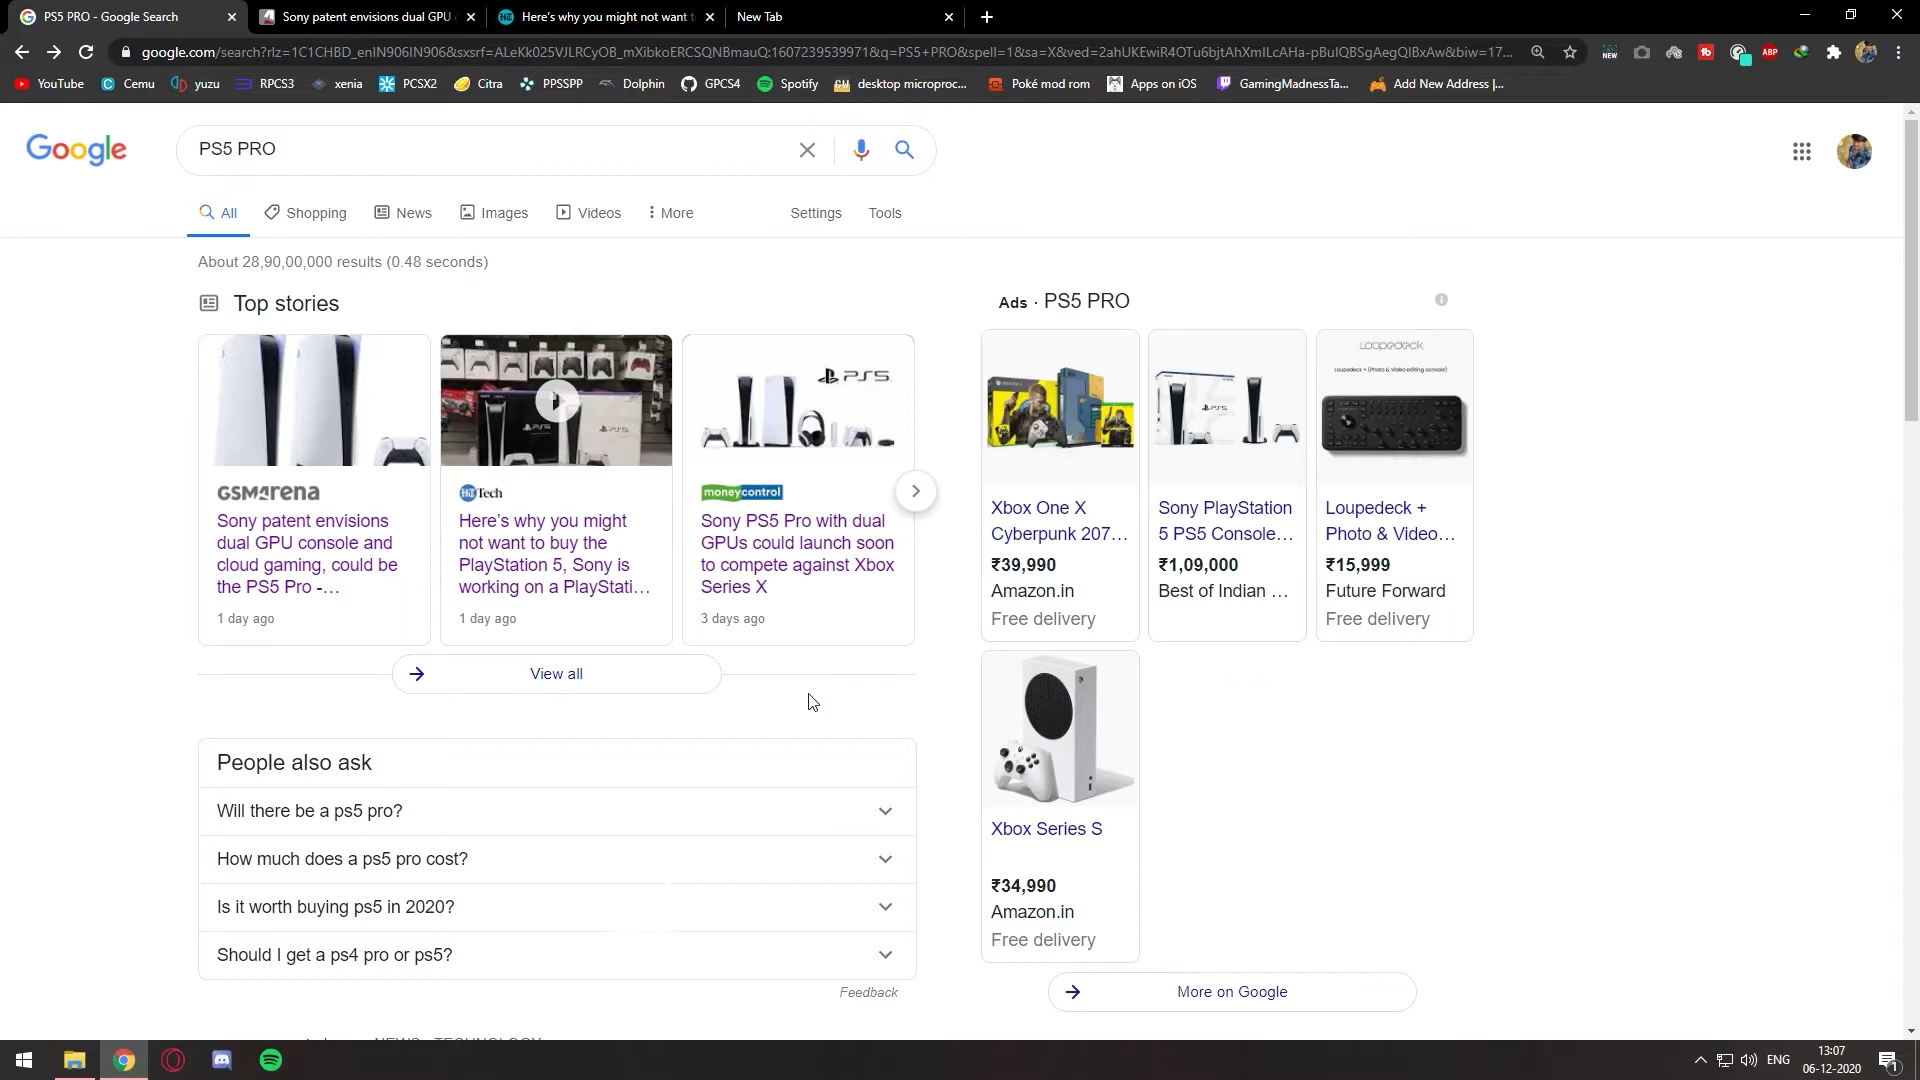 PS5 PRO - Google Search
Sony patent envisions dual GPU
Here's why you might not want
New Tab
google.com/search?rlz=1C1CHBD_enIN906IN906&sxsrf=ALeKk025VJLRCyOB_mXibkoERCSQNBmauQ:1607239539971&q=PS5+PRO&spell=1&sa=X&ved=2ahUKEwiR4OTu6bjtAhXmILcAHa-pBuIQBSgAegQIBxAw&biw=17...
NEW
ABP
YouTube
Cemu
yuzu
RPCS3
xenia
PCSX2
Citra
PPSSPP
Dolphin
GPCS4
Spotify
desktop microproc...
Poké mod rom
Apps on iOS
GamingMadnessTa...
Add New Address |...
Google
PS5 PRO
All
Shopping
News
Images
Videos
More
Settings
Tools
About 28,90,00,000 results (0.48 seconds)
Top stories
PS5
GSMArena
Sony patent envisions
dual GPU console and
cloud gaming, could be
the PS5 Pro -...
1 day ago
HT Tech
Here's why you might
not want to buy the
PlayStation 5, Sony is
working on a PlayStati...
1 day ago
moneycontrol
Sony PS5 Pro with dual
GPUs could launch soon
to compete against Xbox
Series X
3 days ago
View all
People also ask
Will there be a ps5 pro?
How much does a ps5 pro cost?
Is it worth buying ps5 in 2020?
Should I get a ps4 pro or ps5?
Feedback
Ads · PS5 PRO
Xbox One X
Cyberpunk 207...
₹39,990
Amazon.in
Free delivery
PS5
Sony PlayStation
5 PS5 Console...
₹1,09,000
Best of Indian ...
Loupedeck
Loupedeck + (Photo & Video editing console)
Loupedeck +
Photo & Video...
₹15,999
Future Forward
Free delivery
Xbox Series S
₹34,990
Amazon.in
Free delivery
More on Google
ENG
13:07
06-12-2020
1